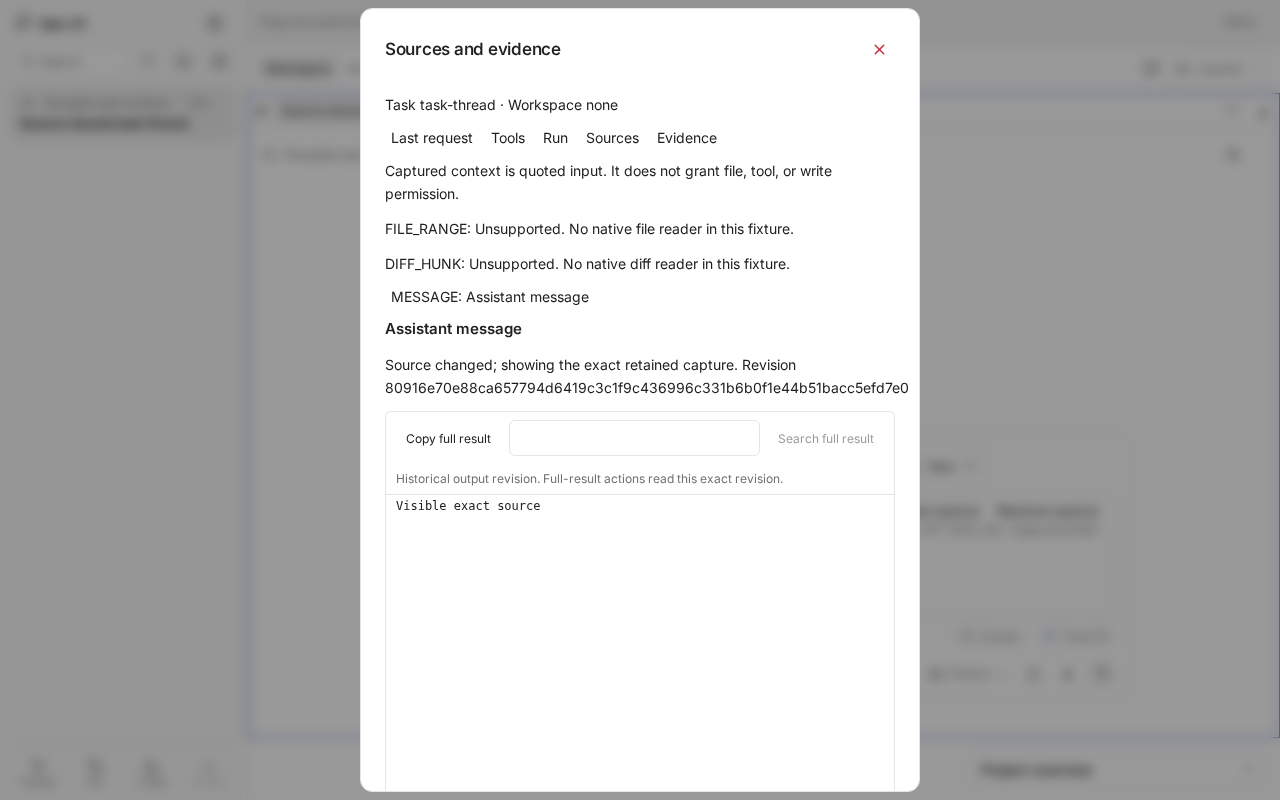 Sources and evidence
Task task-thread · Workspace none
Last request Tools Run Sources Evidence
Captured context is quoted input. It does not grant file, tool, or write
permission.
FILE_RANGE: Unsupported. No native file reader in this fixture.
DIFF_HUNK: Unsupported. No native diff reader in this fixture.
MESSAGE: Assistant message
Assistant message
Source changed; showing the exact retained capture. Revision
80916e70e88ca657794d6419c3c1f9c436996c331b6b0f1e44b51bacc5efd7e0
Copy full result Search full result
Historical output revision. Full-result actions read this exact revision.
Visible exact source